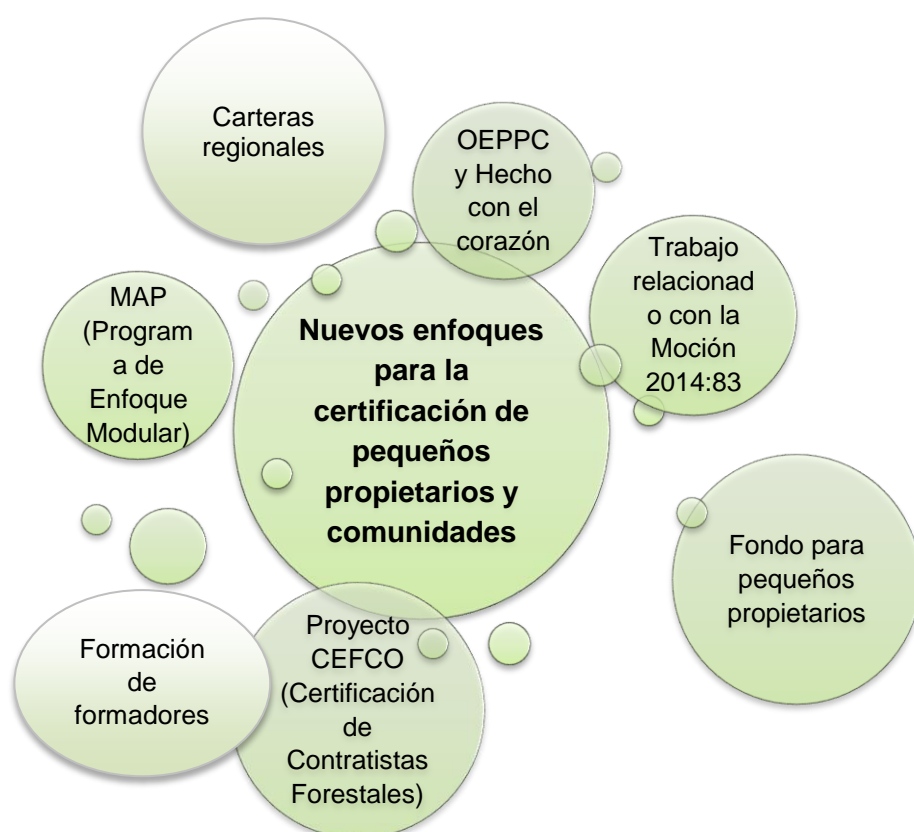 Carteras
regionales
OEPPC
y Hecho
con el
corazón
Trabajo
relacionad
o con la
Moción
2014:83
MAP
(Program
a de
Enfoque
Modular)
Nuevos enfoques
para la
certificación de
pequeños
propietarios y
comunidades
Fondo para
pequeños
propietarios
Formación
de
formadores
Proyecto
CEFCO
(Certificación
de
Contratistas
Forestales)